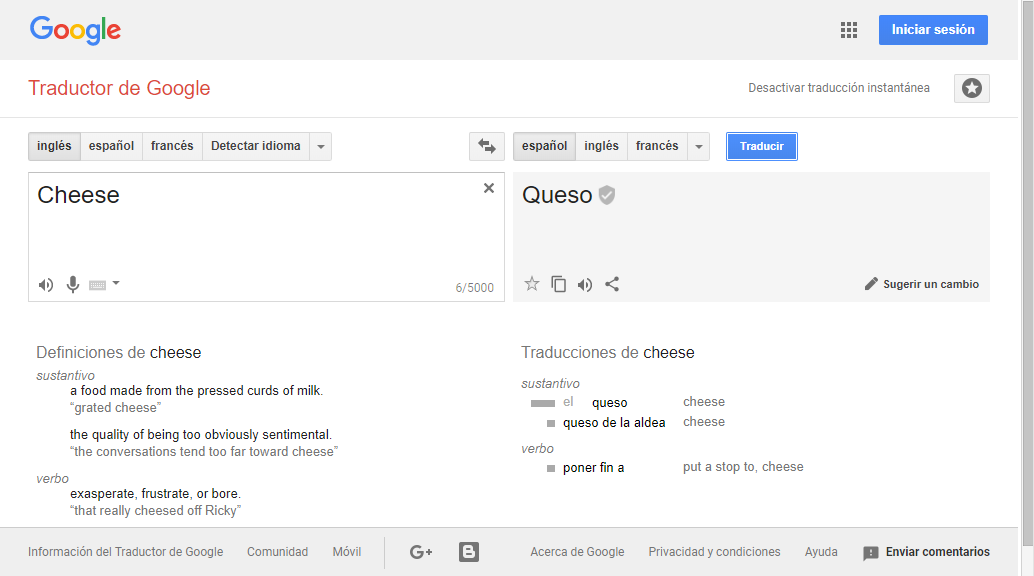 Google
Iniciar sesión
Traductor de Google
Desactivar traducción instantánea
inglés español francés Detectar idioma
español inglés francés Traducir
Cheese
Queso
6/5000
Sugerir un cambio
Definiciones de cheese
sustantivo
a food made from the pressed curds of milk.
“grated cheese”
the quality of being too obviously sentimental.
“the conversations tend too far toward cheese”
verbo
exasperate, frustrate, or bore.
“that really cheesed off Ricky”
Traducciones de cheese
sustantivo
el queso cheese
queso de la aldea cheese
verbo
poner fin a put a stop to, cheese
Información del Traductor de Google Comunidad Móvil G+ B Acerca de Google Privacidad y condiciones Ayuda Enviar comentarios